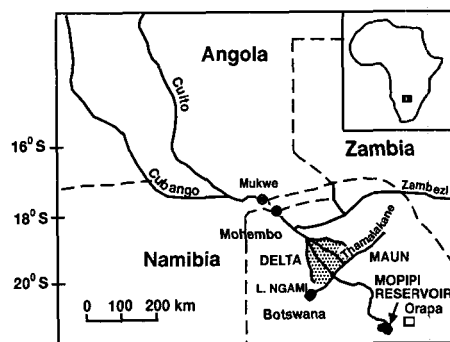 Angola
Cuito
16° S
Zambia
Cubango
Mukwe
Zambezi
18° S
Mohembo
Thamalakane
Namibia
DELTA
MAUN
20° S
L. NGAMI
MOPIPI
RESERVOIR
Botswana
Orapa
0 100 200 km